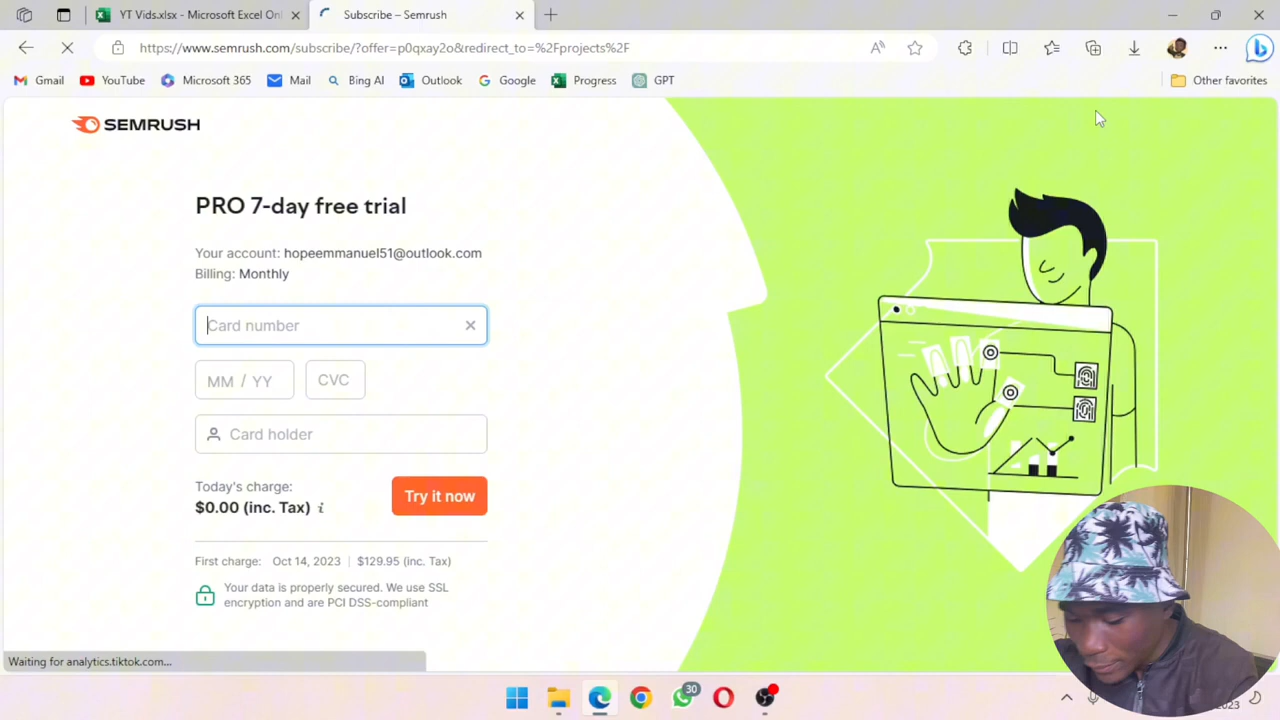 YT Vids.xlsx - Microsoft Excel Onl
Subscribe – Semrush
https://www.semrush.com/subscribe/?offer=p0qxay2o&redirect_to=%2Fprojects%2F
Gmail YouTube Microsoft 365 Mail Bing AI Outlook Google Progress GPT Other favorites
SEMRUSH
PRO 7-day free trial
Your account: hopeemmanuel51@outlook.com
Billing: Monthly
Card number
MM / YY CVC
Card holder
Today's charge:
$0.00 (inc. Tax) i
Try it now
First charge: Oct 14, 2023 | $129.95 (inc. Tax)
Your data is properly secured. We use SSL
encryption and are PCI DSS-compliant
Waiting for analytics.tiktok.com...
30